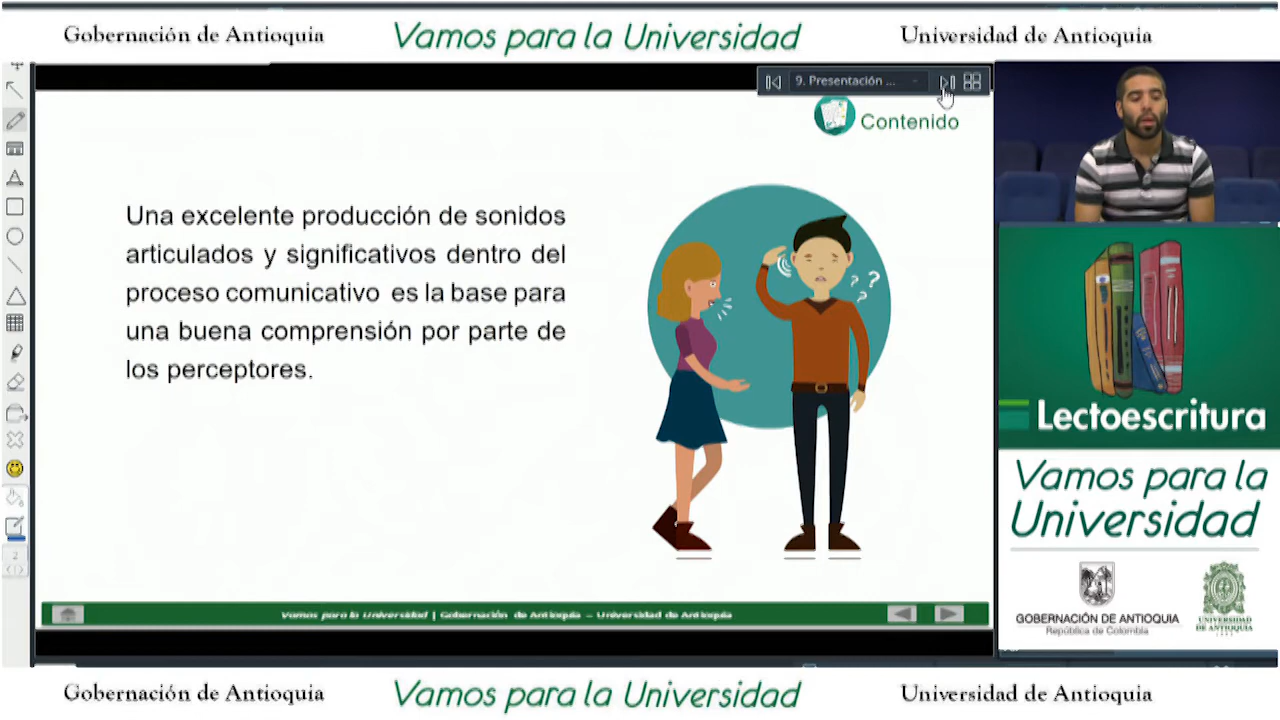 Gobernación de Antioquia
Vamos para la Universidad
Universidad de Antioquia
9. Presentación ...
Contenido
Una excelente producción de sonidos
articulados y significativos dentro del
proceso comunicativo es la base para
una buena comprensión por parte de
los perceptores.
???
Lectoescritura
Vamos para la
Universidad
GOBERNACIÓN DE ANTIOQUIA
República de Colombia
UNIVERSIDAD
DE ANTIOQUIA
1803
2
Vamos para la Universidad | Gobernación de Antioquia – Universidad de Antioquia
Gobernación de Antioquia
Vamos para la Universidad
Universidad de Antioquia